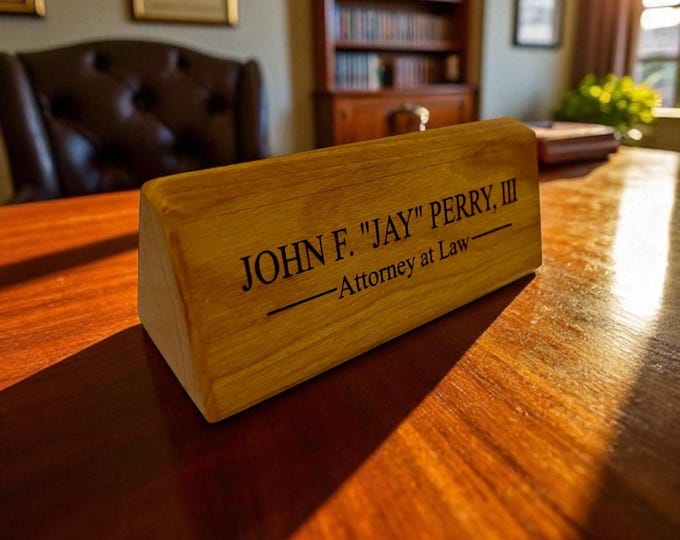 JOHN F. "JAY" PERRY, III
Attorney at Law